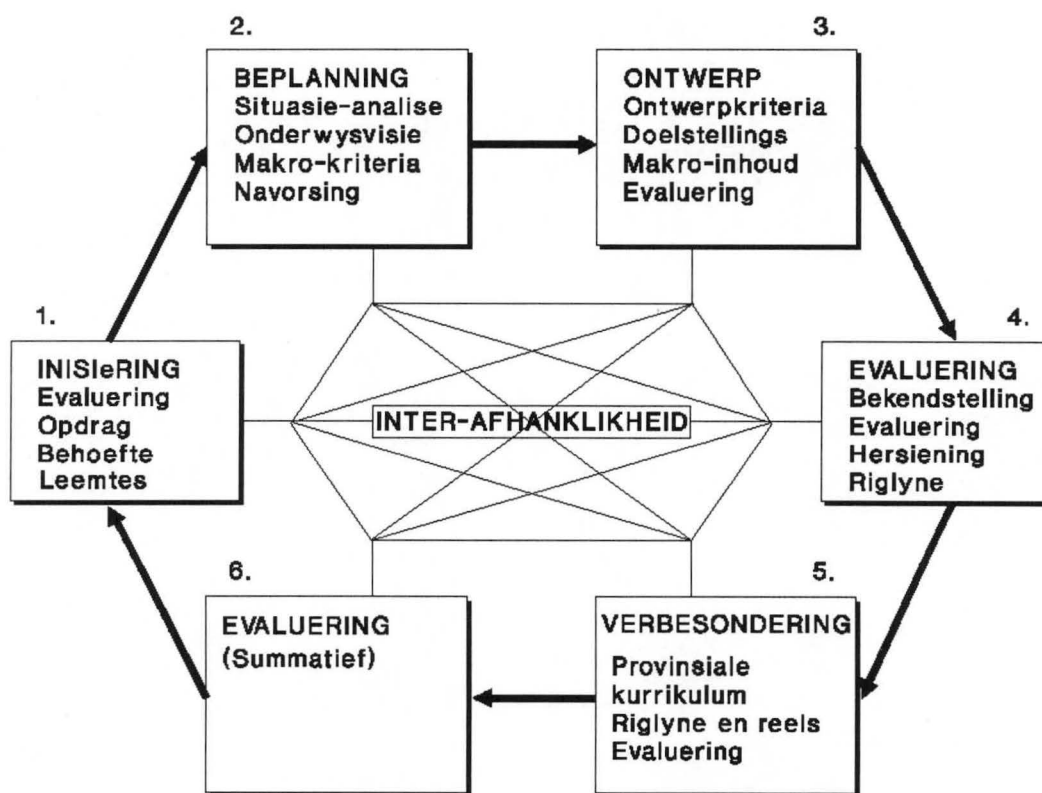 1.
INISIeRING
Evaluering
Opdrag
Behoefte
Leemtes
2.
BEPLANNING
Situasie-analise
Onderwysvisie
Makro-kriteria
Navorsing
3.
ONTWERP
Ontwerpkriteria
Doelstellings
Makro-inhoud
Evaluering
4.
EVALUERING
Bekendstelling
Evaluering
Hersiening
Riglyne
5.
VERBESONDERING
Provinsiale
kurrikulum
Riglyne en reels
Evaluering
6.
EVALUERING
(Summatief)
INTER-AFHANKLIKHEID